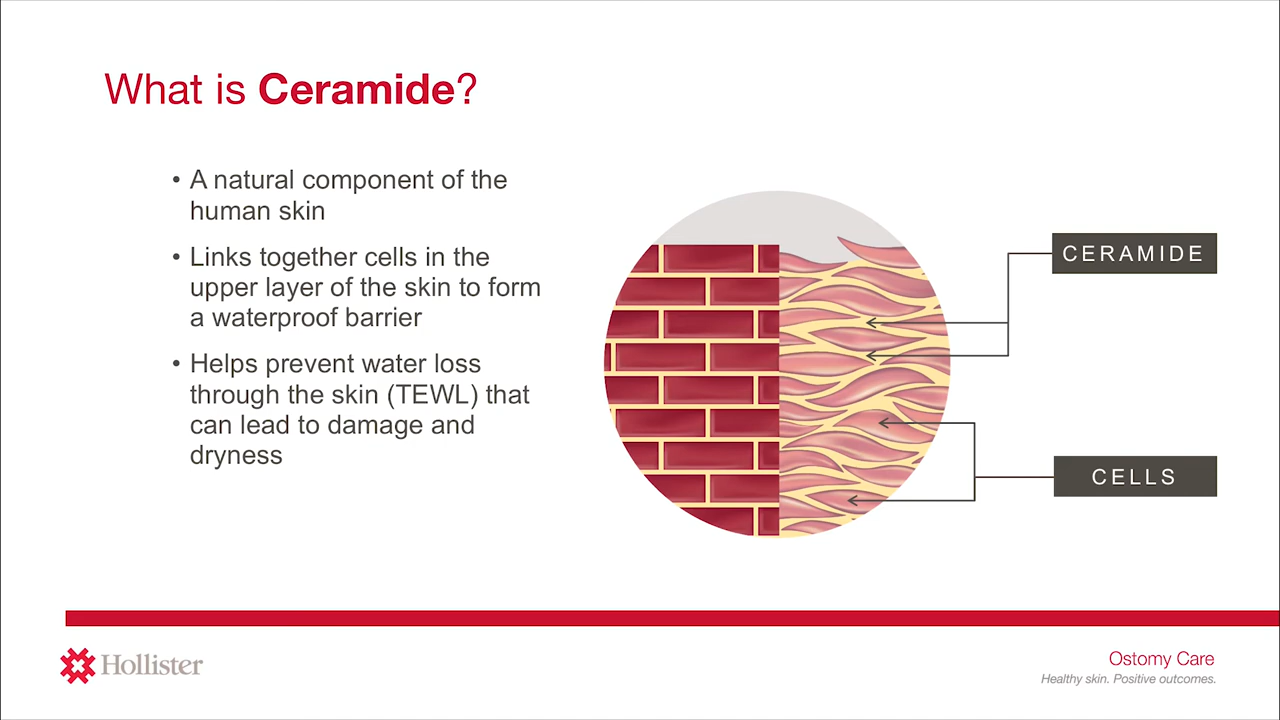 What is Ceramide?
• A natural component of the
human skin
• Links together cells in the
upper layer of the skin to form
a waterproof barrier
• Helps prevent water loss
through the skin (TEWL) that
can lead to damage and
dryness
CERAMIDE
CELLS
Hollister
Ostomy Care
Healthy skin. Positive outcomes.